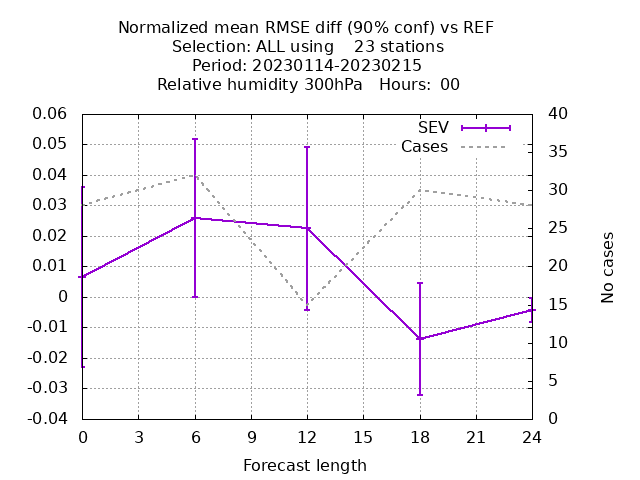 Normalized mean RMSE diff (90% conf) vs REF
Selection: ALL using    23 stations
Period: 20230114-20230215
Relative humidity 300hPa   Hours:  00
SEV
Cases
0.06
0.05
0.04
0.03
0.02
0.01
0
-0.01
-0.02
-0.03
-0.04
40
35
30
25
20
15
10
5
0
No cases
0 3 6 9 12 15 18 21 24
Forecast length